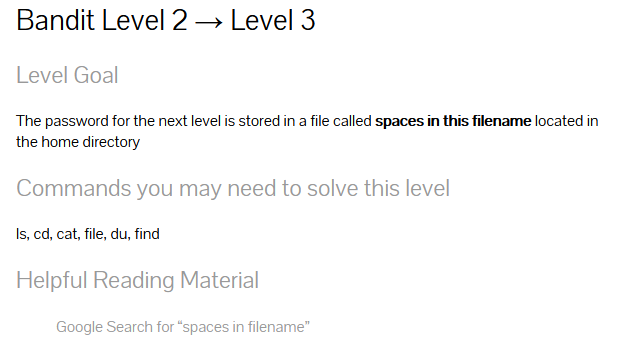 Bandit Level 2 → Level 3
Level Goal
The password for the next level is stored in a file called spaces in this filename located in
the home directory
Commands you may need to solve this level
ls, cd, cat, file, du, find
Helpful Reading Material
Google Search for “spaces in filename”